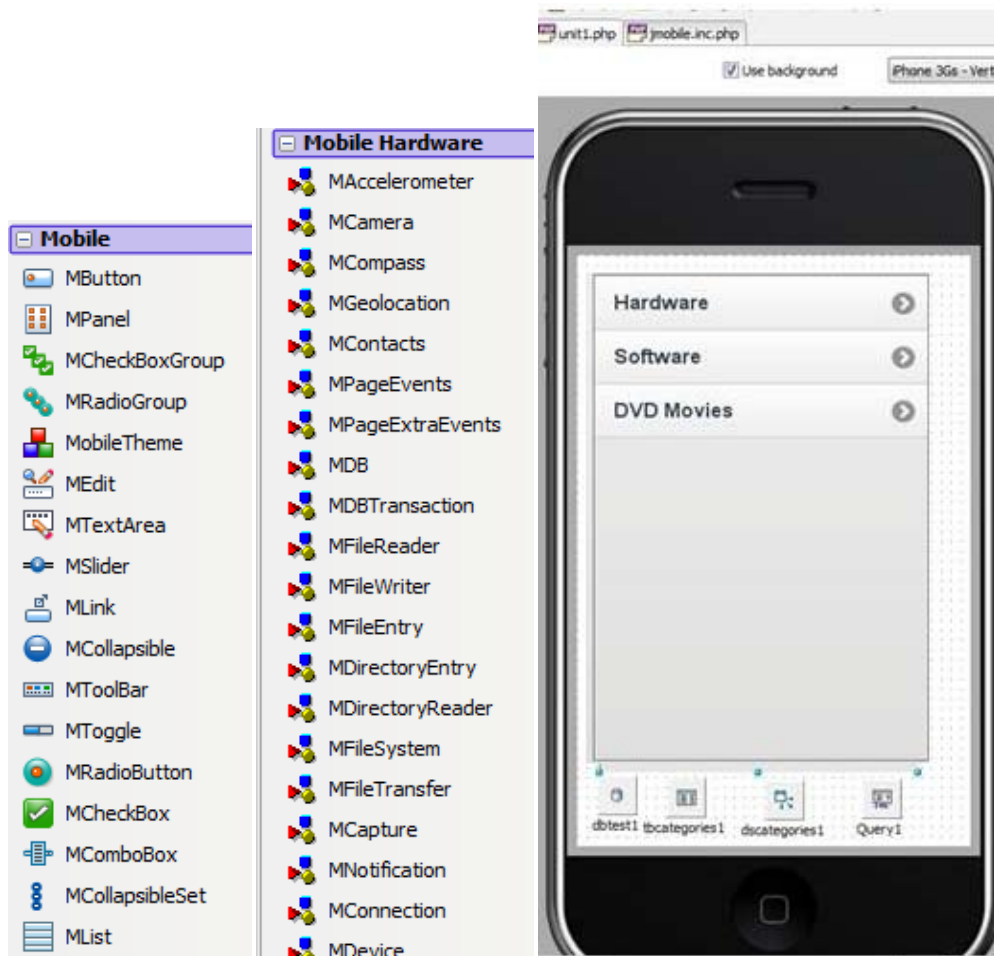 Mobile
MButton
MPanel
MCheckBoxGroup
MRadioGroup
MobileTheme
MEdit
MTextArea
MSlider
MLink
MCollapsible
MToolBar
MToggle
MRadioButton
MCheckBox
MComboBox
MCollapsibleSet
MList
Mobile Hardware
MAccelerometer
MCamera
MCompass
MGeolocation
MContacts
MPageEvents
MPageExtraEvents
MDB
MDBTransaction
MFileReader
MFileWriter
MFileEntry
MDirectoryEntry
MDirectoryReader
MFileSystem
MFileTransfer
MCapture
MNotification
MConnection
MDevice
unit1.php jmobile.inc.php
Use background iPhone 3Gs - Vert
Hardware
Software
DVD Movies
dbtest1 tbcategories1 dscategories1 Query1